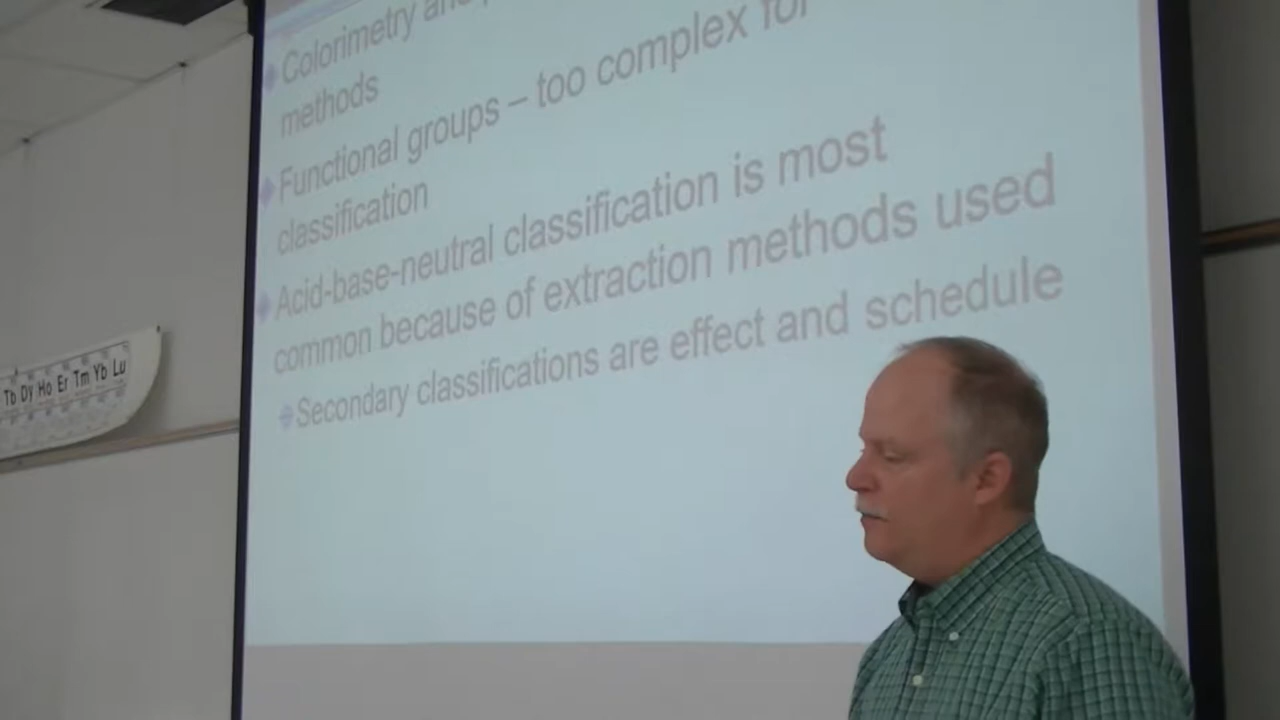 Colorimetry and
methods
Functional groups – too complex for
classification
Acid-base-neutral classification is most
common because of extraction methods used
Secondary classifications are effect and schedule
Tb Dy Ho Er Tm Yb Lu